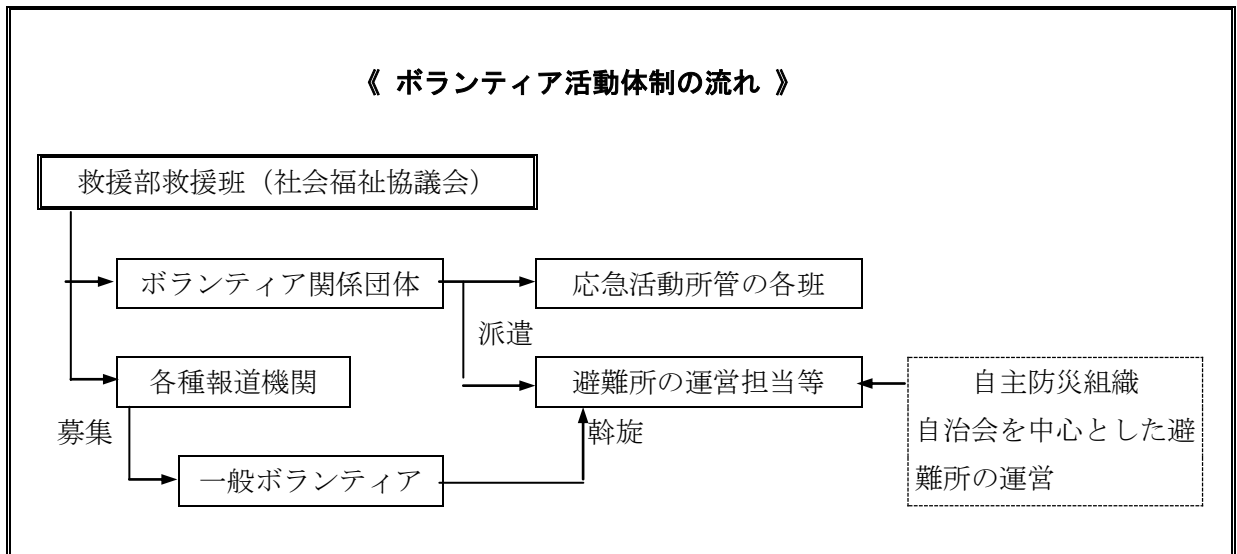 《 ボランティア活動体制の流れ 》
救援部救援班（社会福祉協議会）
ボランティア関係団体
応急活動所管の各班
派遣
各種報道機関
避難所の運営担当等
自主防災組織
自治会を中心とした避
難所の運営
募集
斡旋
一般ボランティア